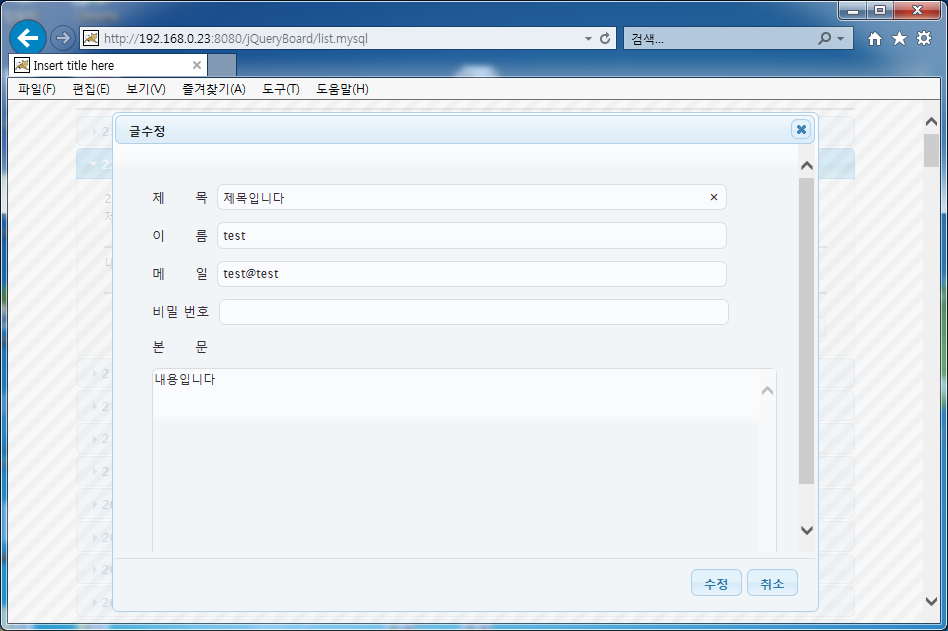 http://192.168.0.23:8080/jQueryBoard/list.mysql
검색...
Insert title here
파일(F) 편집(E) 보기(V) 즐겨찾기(A) 도구(T) 도움말(H)
글수정
제 목 제목입니다
이 름 test
메 일 test@test
비밀 번호
본 문
내용입니다
수정 취소